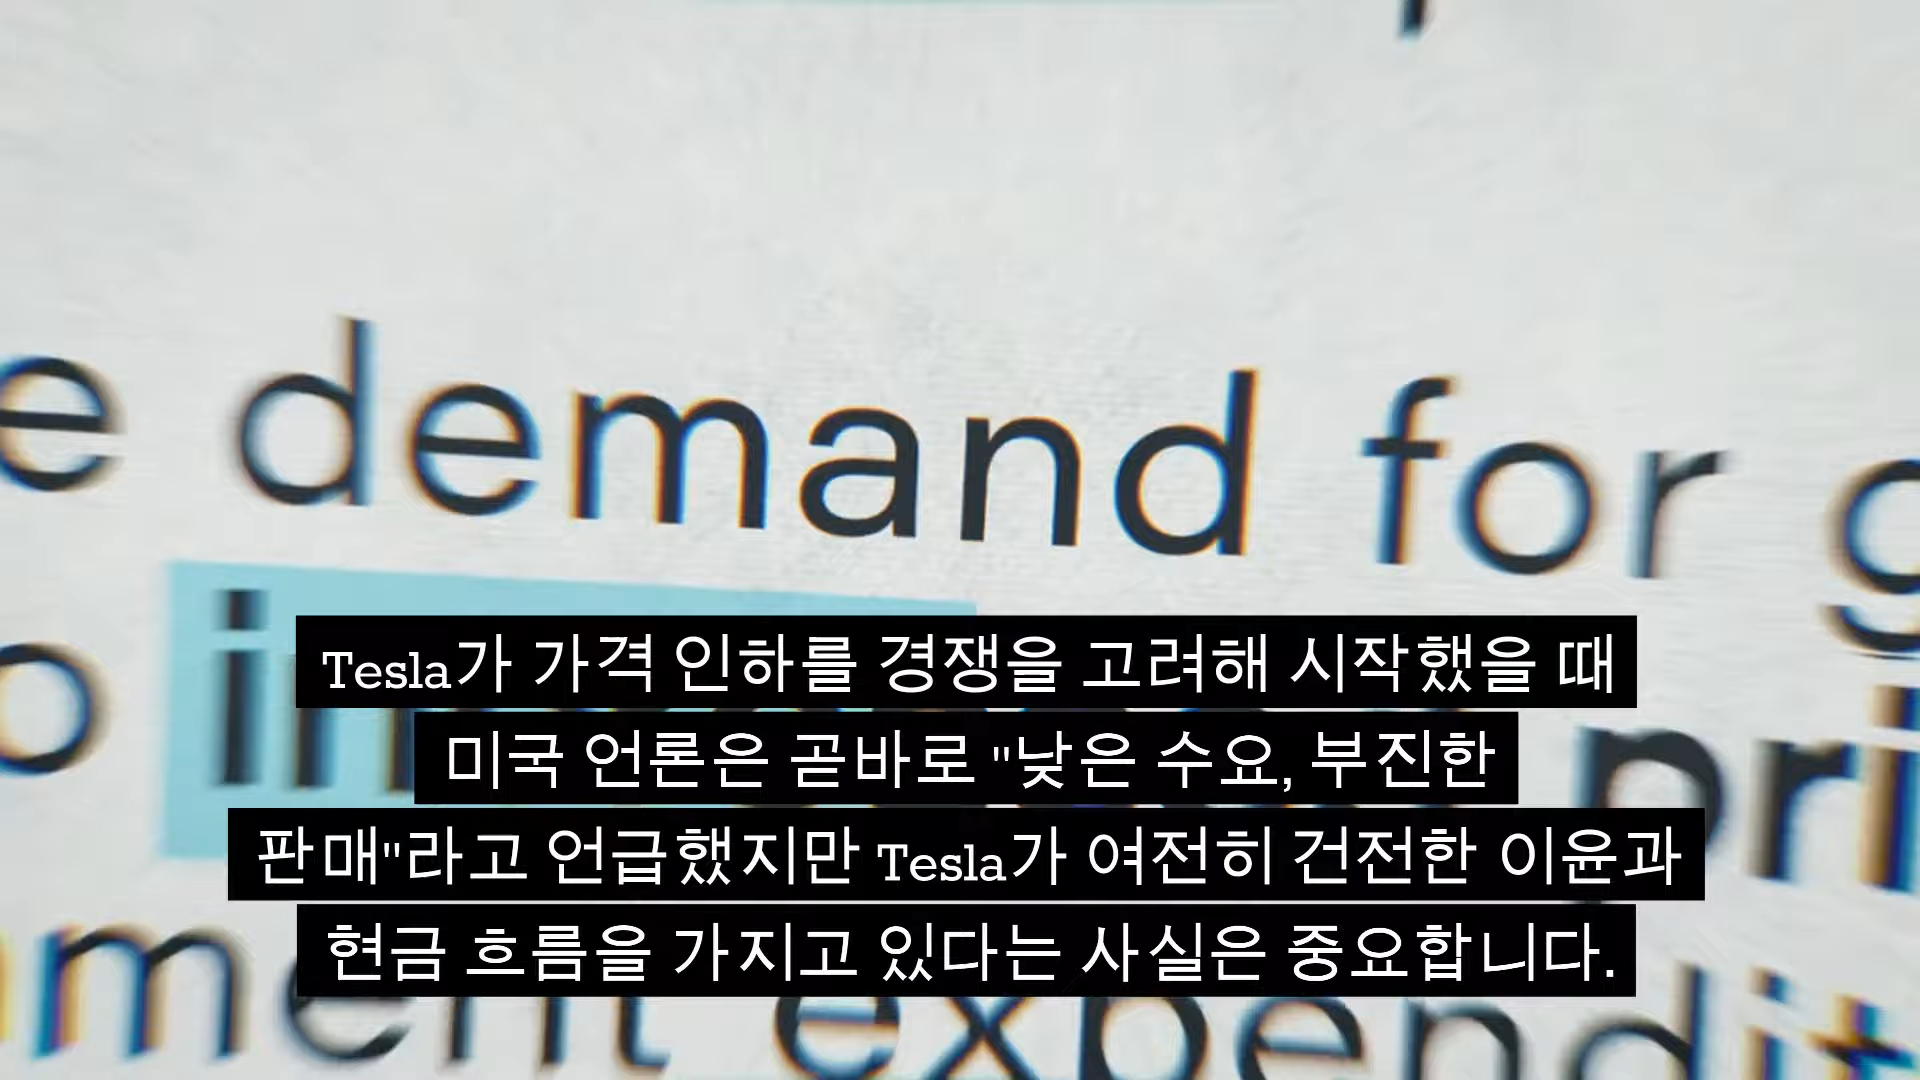 demand for
Tesla가 가격 인하를 경쟁을 고려해 시작했을 때
미국 언론은 곧바로 "낮은 수요, 부진한
판매"라고 언급했지만 Tesla가 여전히 건전한 이윤과
현금 흐름을 가지고 있다는 사실은 중요합니다.